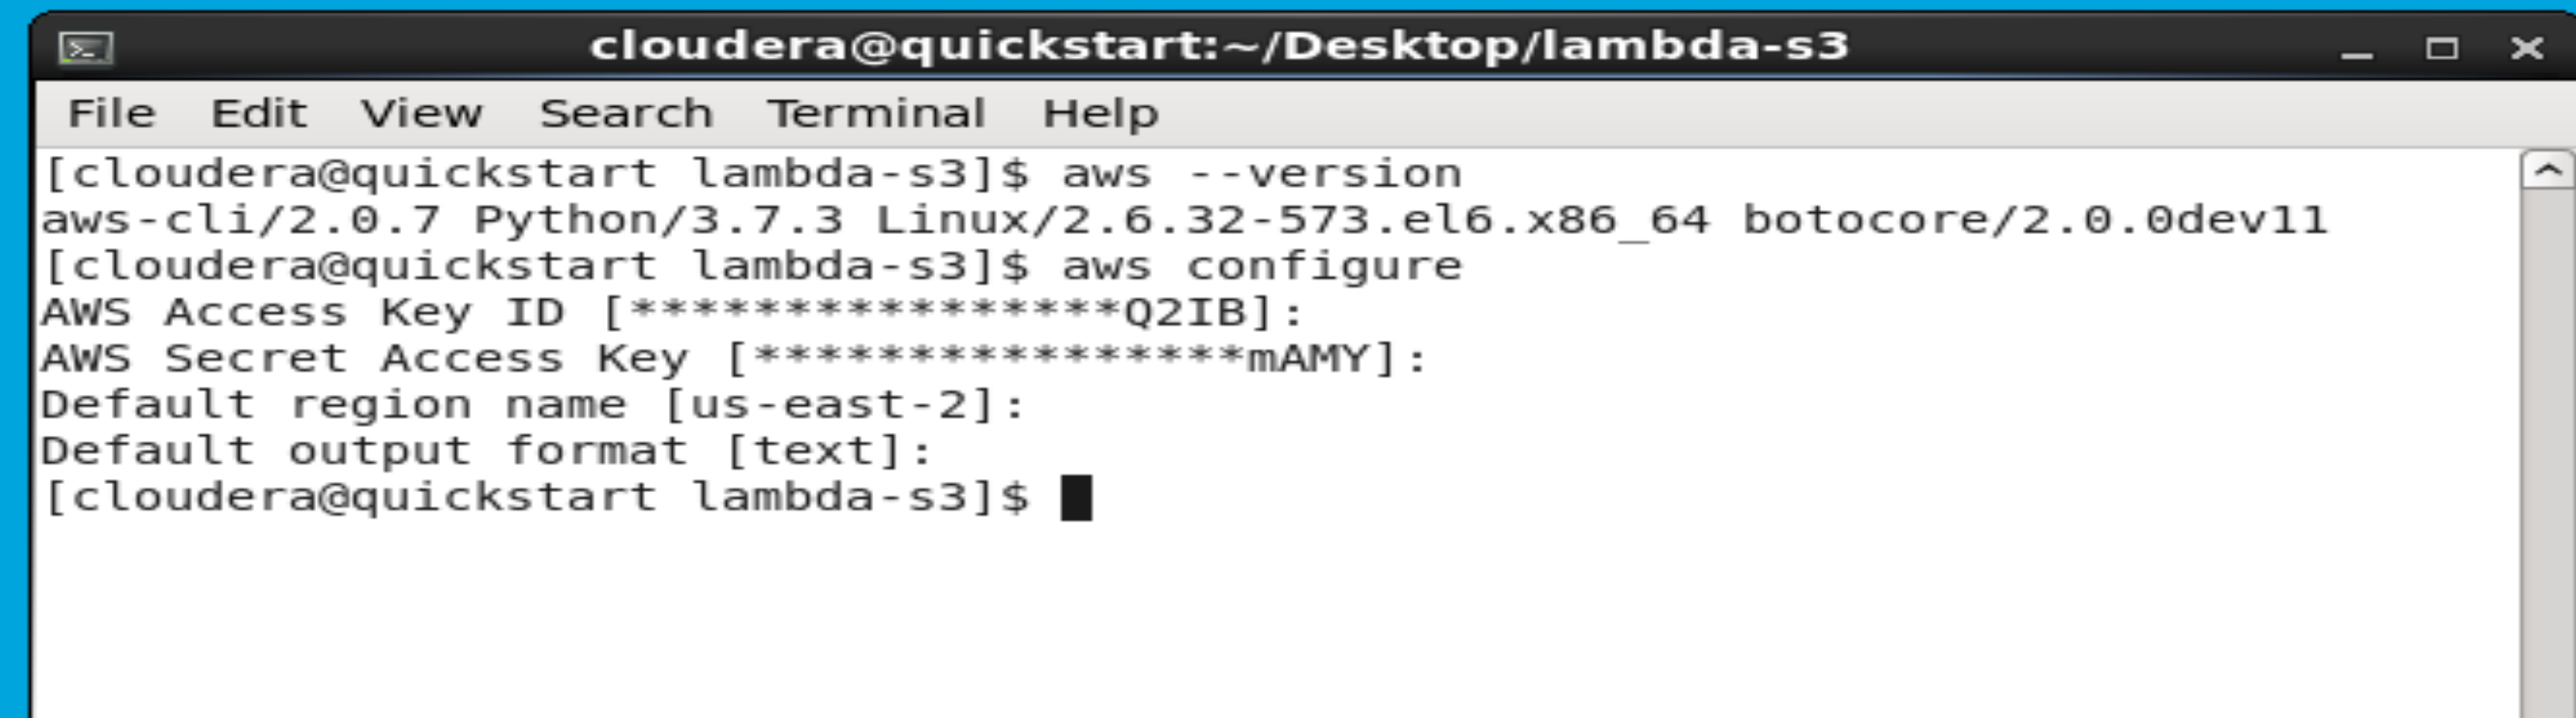 cloudera@quickstart:~/Desktop/lambda-s3
File Edit View Search Terminal Help
[cloudera@quickstart lambda-s3]$ aws --version
aws-cli/2.0.7 Python/3.7.3 Linux/2.6.32-573.el6.x86_64 botocore/2.0.0dev11
[cloudera@quickstart lambda-s3]$ aws configure
AWS Access Key ID [****************Q2IB]:
AWS Secret Access Key [****************mAMY]:
Default region name [us-east-2]:
Default output format [text]:
[cloudera@quickstart lambda-s3]$